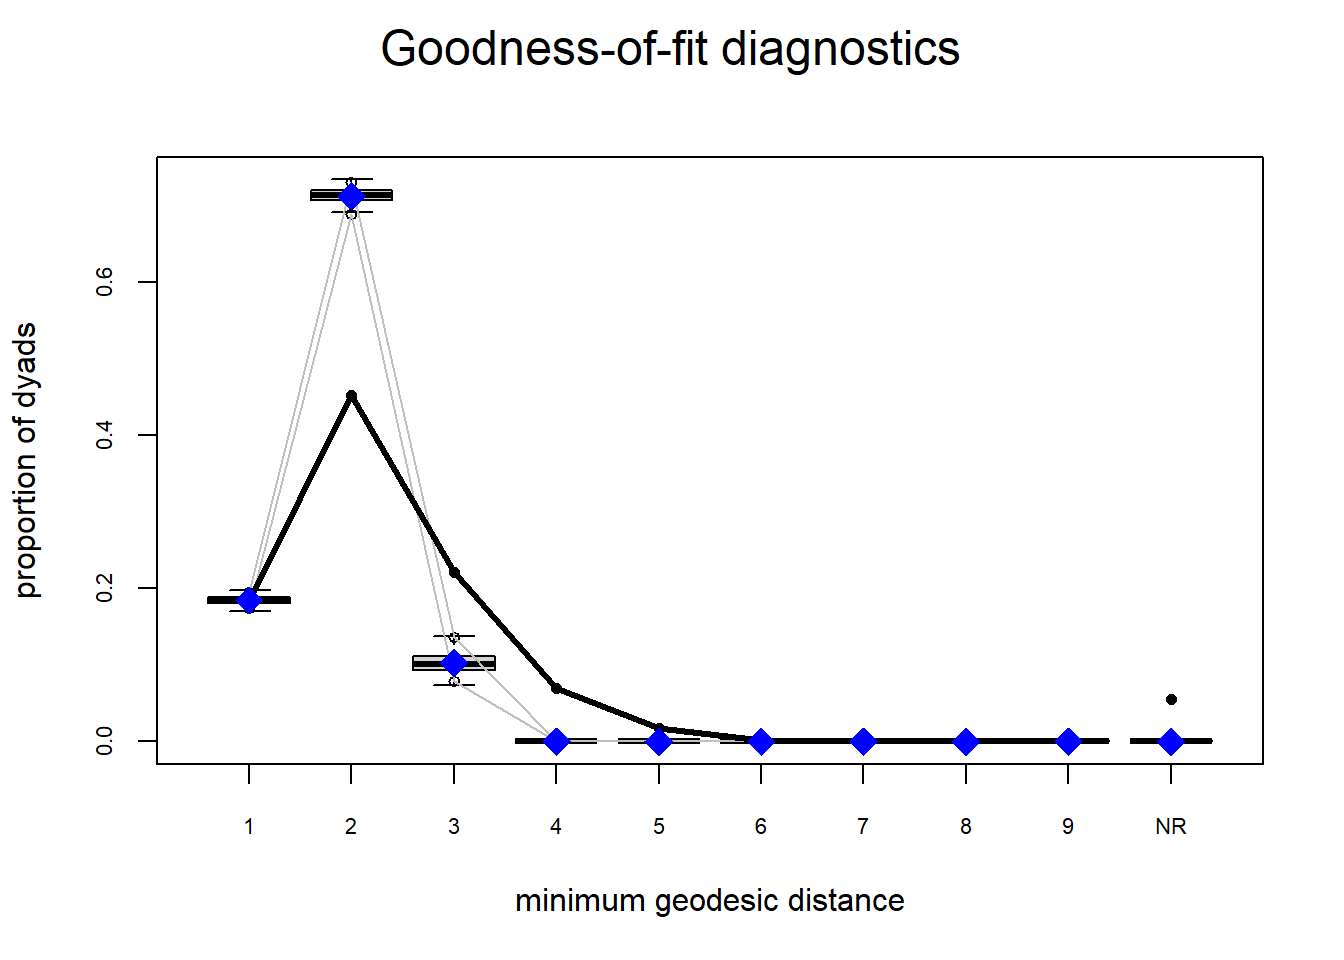 Goodness-of-fit diagnostics
proportion of dyads
0.6
0.4
0.2
0.0
1 2 3 4 5 6 7 8 9 NR
minimum geodesic distance